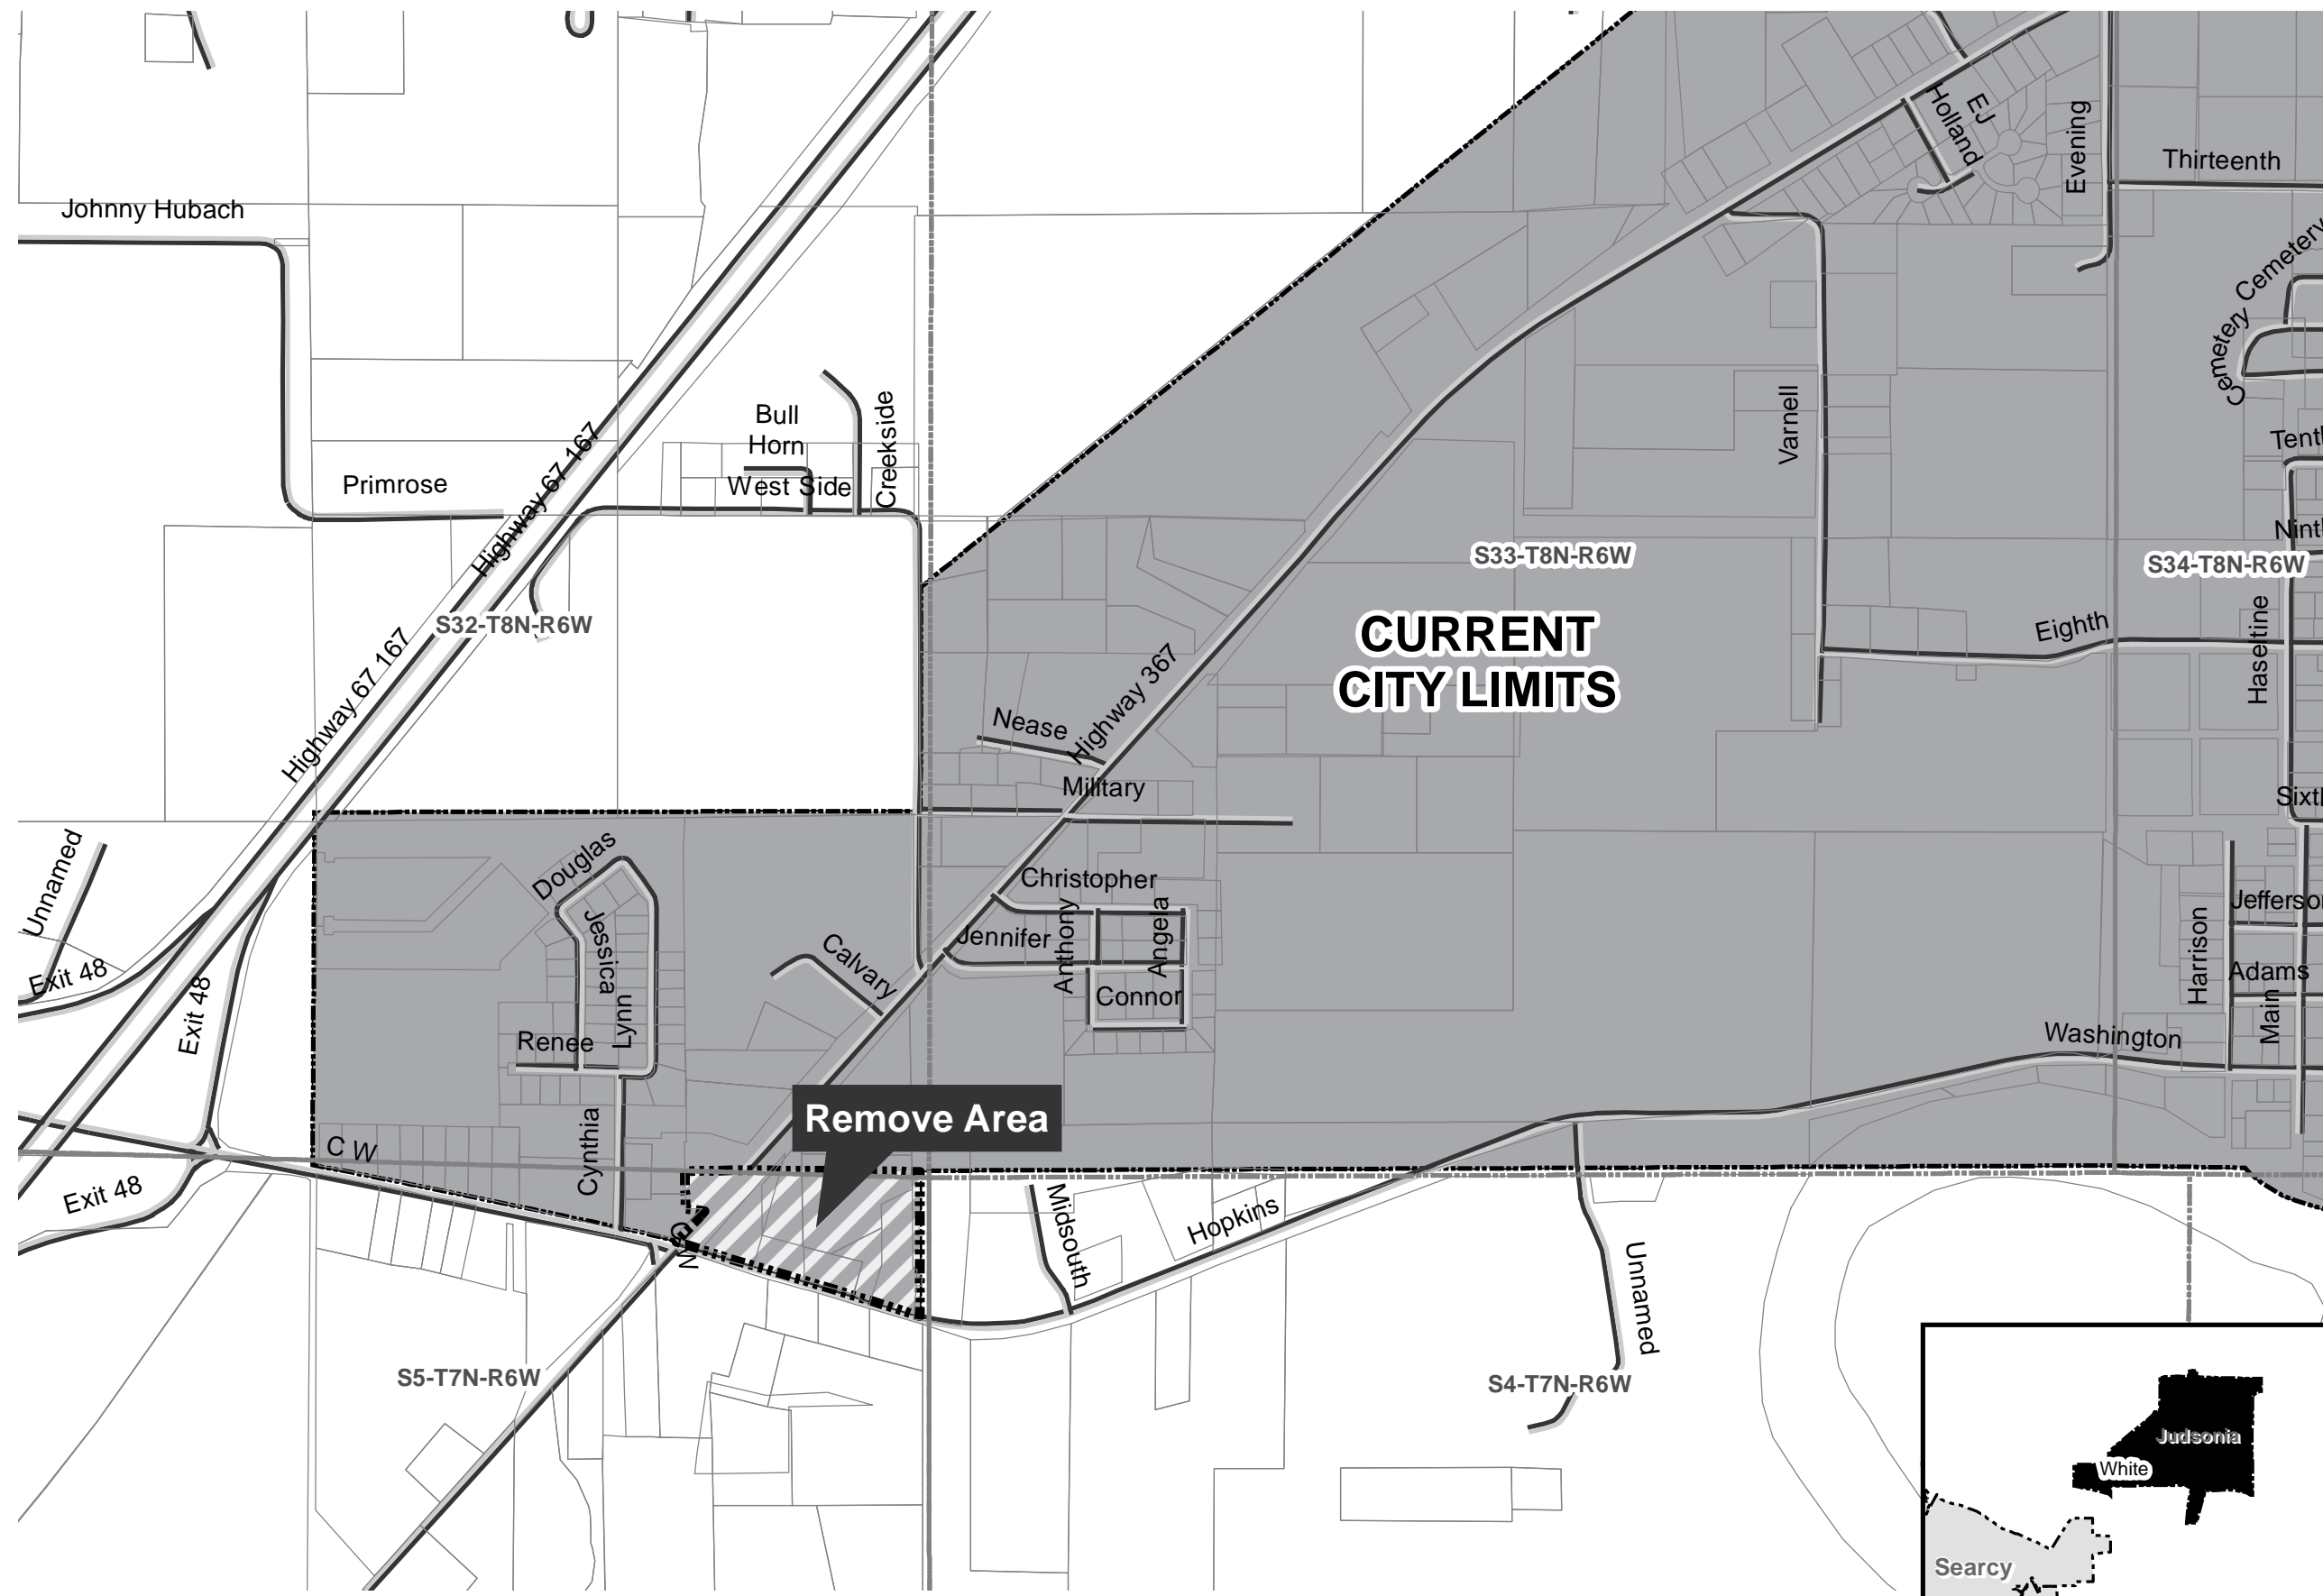 EJ
Holland
Evening
Thirteenth
Johnny Hubach
Cemetery
Cemetery
Bull
Horn
Creekside
Varnell
West Side
Primrose
Highway 67 167
S33-T8N-R6W
S34-T8N-R6W
S32-T8N-R6W
CURRENT
CITY LIMITS
Eighth
Haseltine
Highway 67 167
Highway 367
Nease
Military
Unnamed
Douglas
Christopher
Jessica
Jennifer
Anthony
Angela
Calvary
Harrison
Exit 48
Exit 48
Adams
Connor
Lynn
Renee
Main
Washington
Remove Area
Cynthia
C W
Exit 48
Midsouth
Hopkins
Unnamed
S5-T7N-R6W
S4-T7N-R6W
Judsonia
White
Searcy